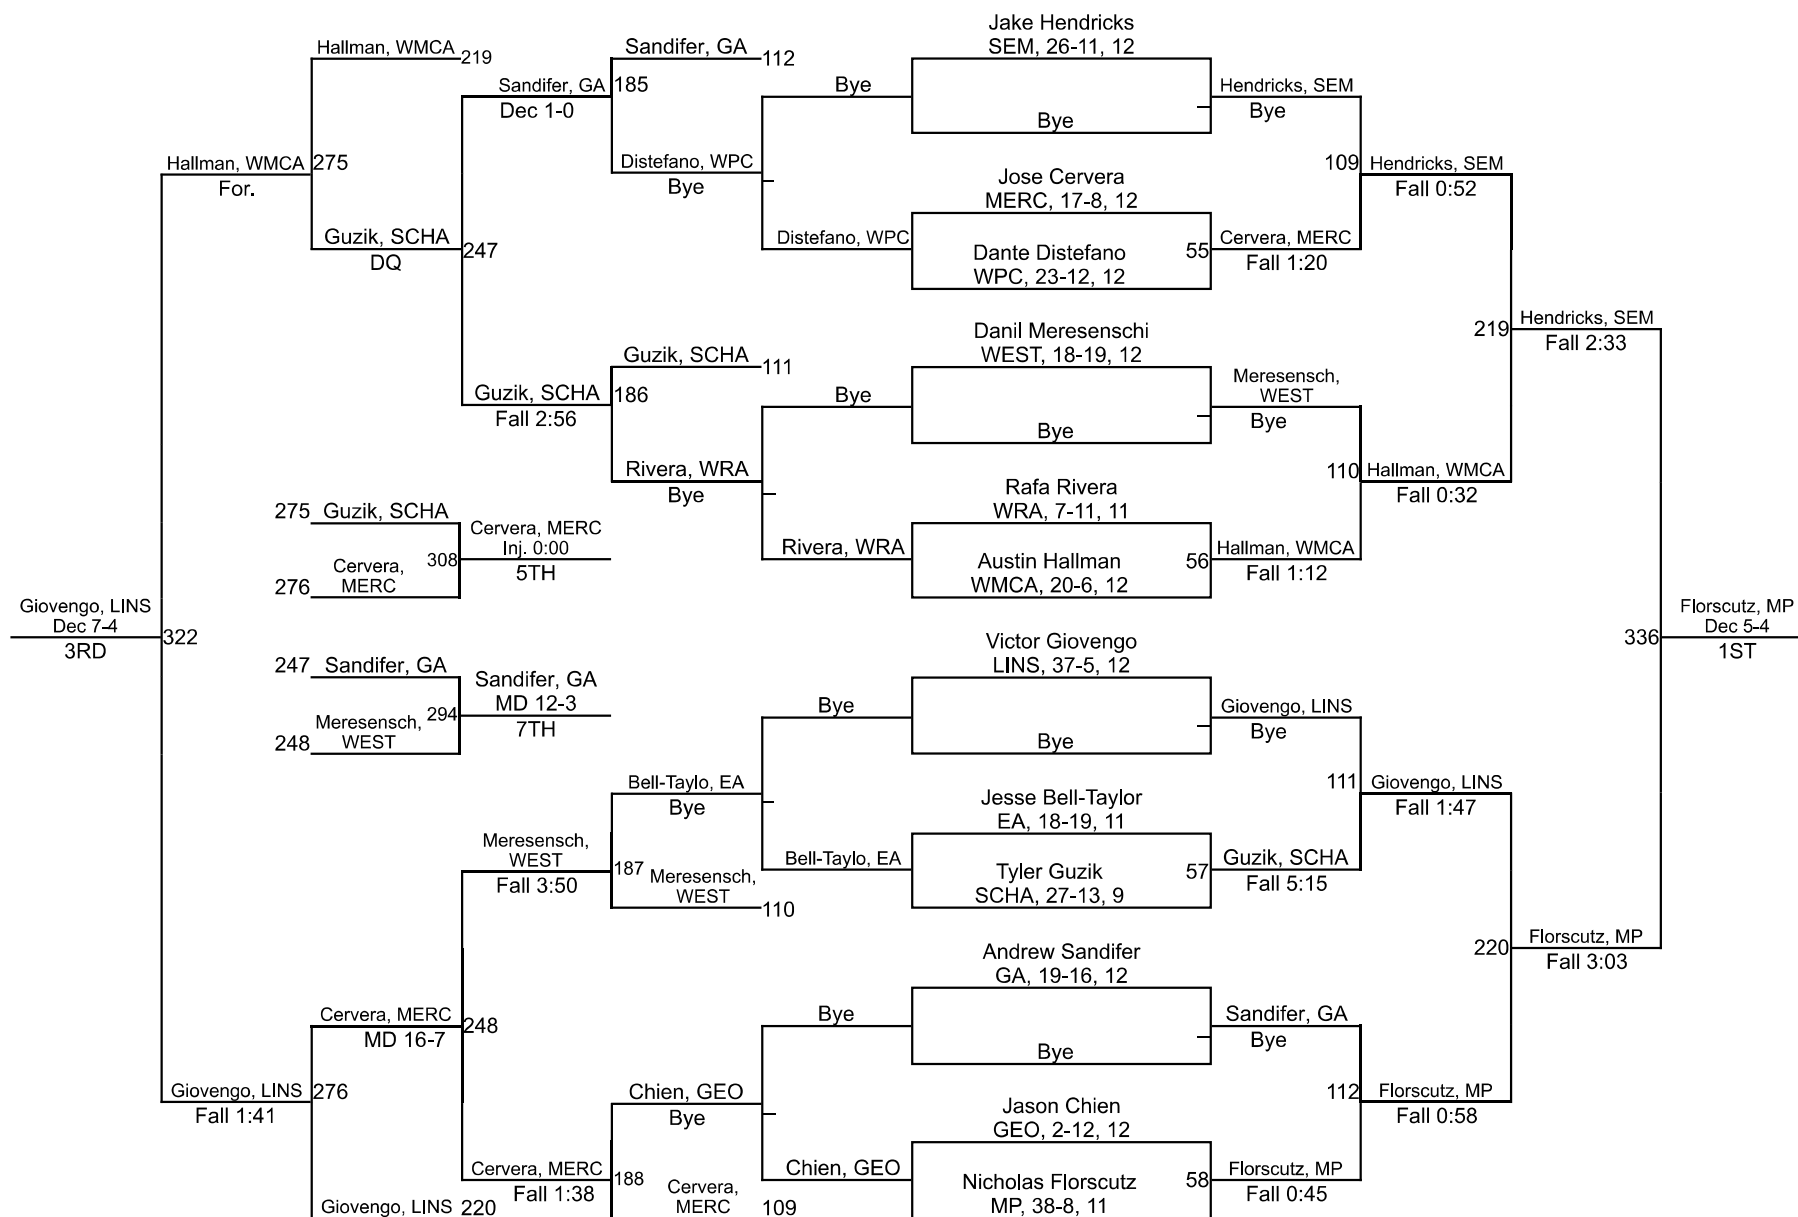 Jake Hendricks
SEM, 26-11, 12
Hallman, WMCA
219
Sandifer, GA
112
Sandifer, GA
185
Dec 1-0
Bye
Bye
Hendricks, SEM
Bye
Hallman, WMCA
275
For.
Distefano, WPC
Bye
Jose Cervera
MERC, 17-8, 12
109
Hendricks, SEM
Fall 0:52
Guzik, SCHA
DQ
247
Distefano, WPC
Dante Distefano
WPC, 23-12, 12
55
Cervera, MERC
Fall 1:20
Danil Meresenschi
WEST, 18-19, 12
219
Hendricks, SEM
Fall 2:33
Guzik, SCHA
111
Guzik, SCHA
186
Fall 2:56
Bye
Bye
Meresensch,
WEST
Bye
Rivera, WRA
Bye
Rafa Rivera
WRA, 7-11, 11
110
Hallman, WMCA
Fall 0:32
275
Guzik, SCHA
Cervera,
MERC
276
308
Cervera, MERC
Inj. 0:00
5TH
Rivera, WRA
Austin Hallman
WMCA, 20-6, 12
56
Hallman, WMCA
Fall 1:12
Giovengo, LINS
Dec 7-4
3RD
322
Victor Giovengo
LINS, 37-5, 12
336
Florscutz, MP
Dec 5-4
1ST
247
Sandifer, GA
Meresensch,
WEST
248
294
Sandifer, GA
MD 12-3
7TH
Bye
Bye
Giovengo, LINS
Bye
Bell-Taylo, EA
Bye
Jesse Bell-Taylor
EA, 18-19, 11
111
Giovengo, LINS
Fall 1:47
Meresensch,
WEST
Fall 3:50
187
Meresensch,
WEST
110
Bell-Taylo, EA
Tyler Guzik
SCHA, 27-13, 9
57
Guzik, SCHA
Fall 5:15
Andrew Sandifer
GA, 19-16, 12
220
Florscutz, MP
Fall 3:03
Cervera, MERC
248
MD 16-7
Bye
Bye
Sandifer, GA
Bye
Giovengo, LINS
276
Fall 1:41
Chien, GEO
Bye
Jason Chien
GEO, 2-12, 12
112
Florscutz, MP
Fall 0:58
Cervera, MERC
188
Fall 1:38
Chien, GEO
Nicholas Florscutz
MP, 38-8, 11
58
Florscutz, MP
Fall 0:45
Giovengo, LINS
220
Cervera,
MERC
109